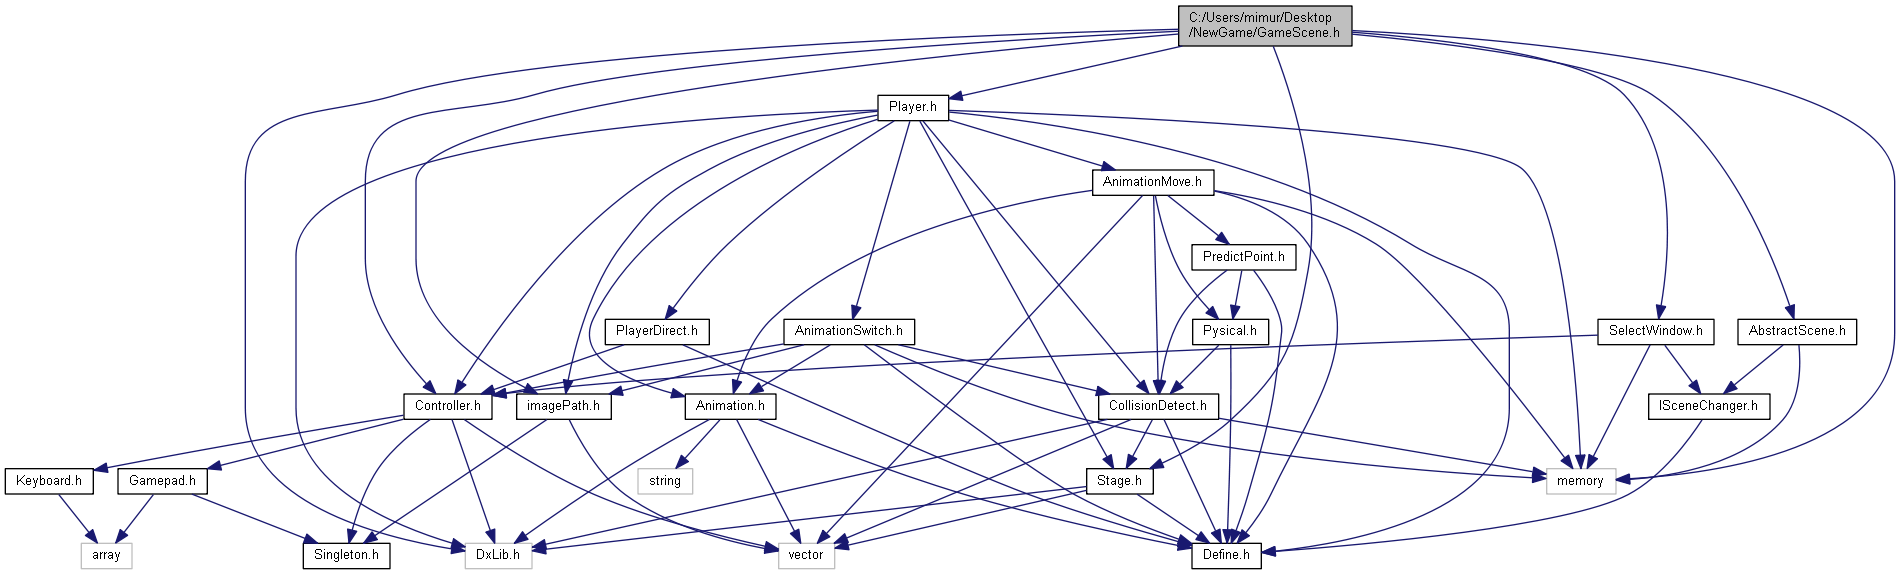 C:/Users/mimur/Desktop
/NewGame/GameScene.h
Player.h
AnimationMove.h
PredictPoint.h
PlayerDirect.h
AnimationSwitch.h
Pysical.h
SelectWindow.h
AbstractScene.h
Controller.h
imagePath.h
Animation.h
CollisionDetect.h
ISceneChanger.h
Keyboard.h
Gamepad.h
string
Stage.h
memory
array
Singleton.h
DxLib.h
vector
Define.h